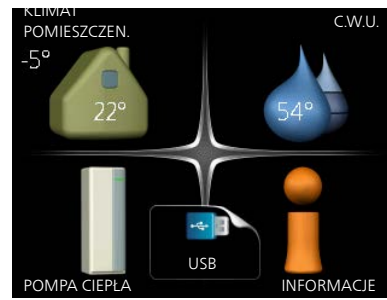 KLIMAT
POMIESZCZEN.
C.W.U.
-5°
22°
54°
USB
POMPA CIEPŁA
INFORMACJE